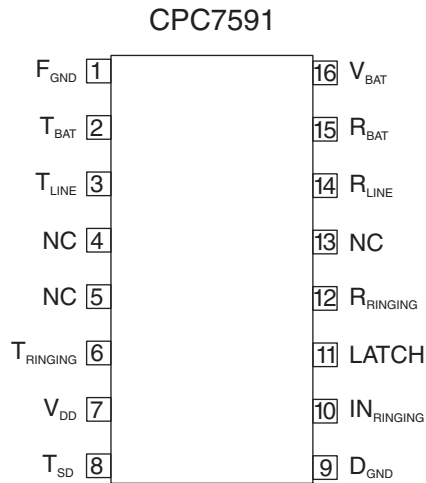 CPC7591
F_GND 1 16 V_BAT
T_BAT 2 15 R_BAT
T_LINE 3 14 R_LINE
NC 4 13 NC
NC 5 12 R_RINGING
T_RINGING 6 11 LATCH
V_DD 7 10 IN_RINGING
T_SD 8 9 D_GND